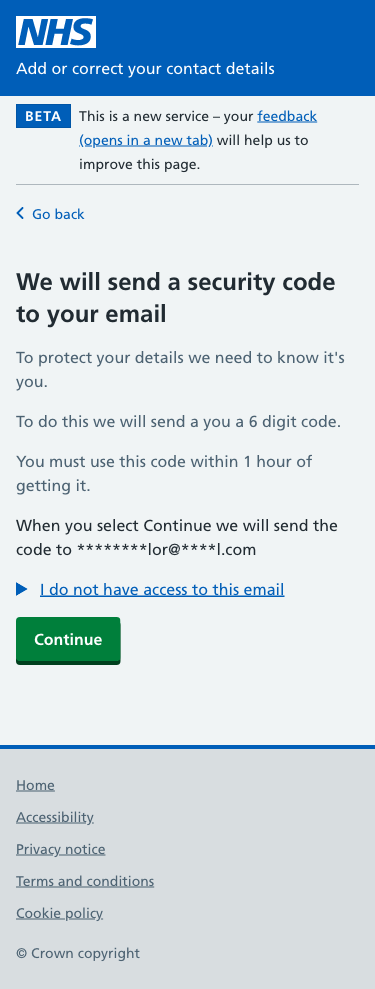 NHS
Add or correct your contact details
BETA
This is a new service – your feedback
(opens in a new tab) will help us to
improve this page.
Go back
We will send a security code
to your email
To protect your details we need to know it's
you.
To do this we will send a you a 6 digit code.
You must use this code within 1 hour of
getting it.
When you select Continue we will send the
code to ********lor@****l.com
I do not have access to this email
Continue
Home
Accessibility
Privacy notice
Terms and conditions
Cookie policy
© Crown copyright